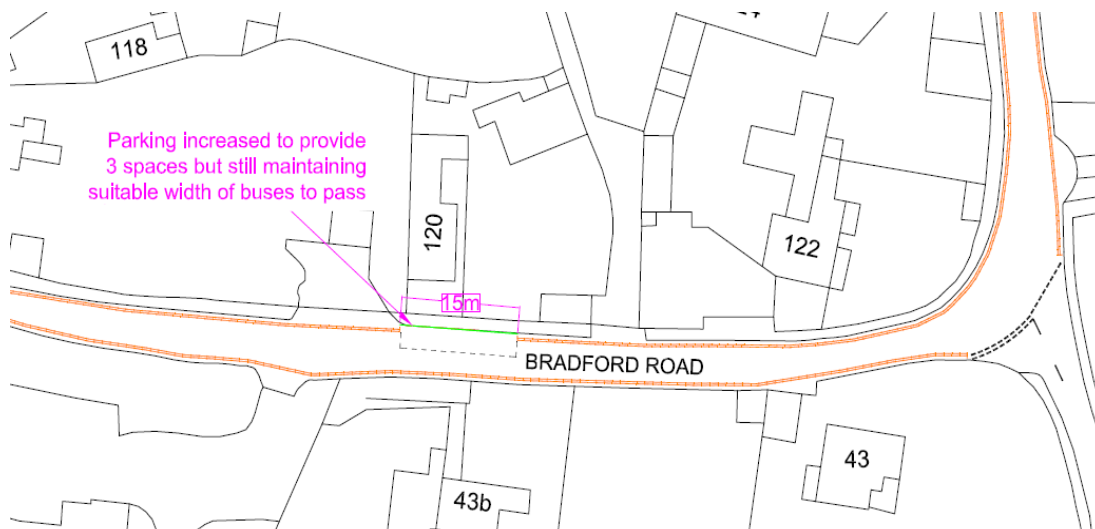 118
Parking increased to provide
3 spaces but still maintaining
suitable width of buses to pass
120
122
15m
BRADFORD ROAD
43
43b